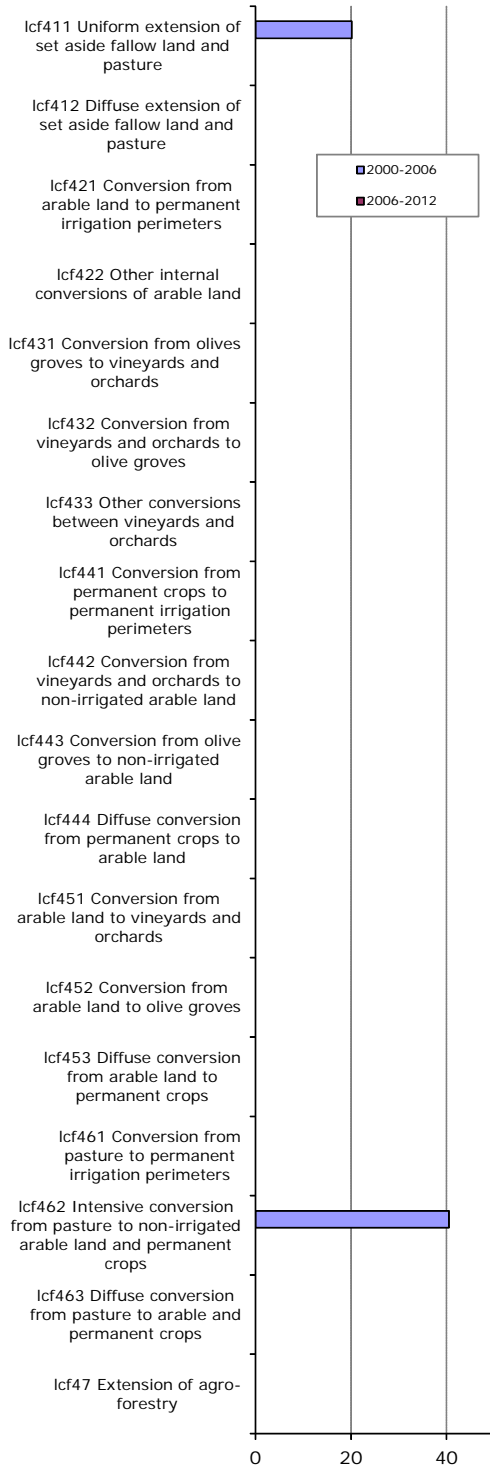 lcf411 Uniform extension of
set aside fallow land and
pasture
lcf412 Diffuse extension of
set aside fallow land and
pasture
2000-2006
2006-2012
lcf421 Conversion from
arable land to permanent
irrigation perimeters
lcf422 Other internal
conversions of arable land
lcf431 Conversion from olives
groves to vineyards and
orchards
lcf432 Conversion from
vineyards and orchards to
olive groves
lcf433 Other conversions
between vineyards and
orchards
lcf441 Conversion from
permanent crops to
permanent irrigation
perimeters
lcf442 Conversion from
vineyards and orchards to
non-irrigated arable land
lcf443 Conversion from olive
groves to non-irrigated
arable land
lcf444 Diffuse conversion
from permanent crops to
arable land
lcf451 Conversion from
arable land to vineyards and
orchards
lcf452 Conversion from
arable land to olive groves
lcf453 Diffuse conversion
from arable land to
permanent crops
lcf461 Conversion from
pasture to permanent
irrigation perimeters
lcf462 Intensive conversion
from pasture to non-irrigated
arable land and permanent
crops
lcf463 Diffuse conversion
from pasture to arable and
permanent crops
lcf47 Extension of agro-
forestry
0 20 40